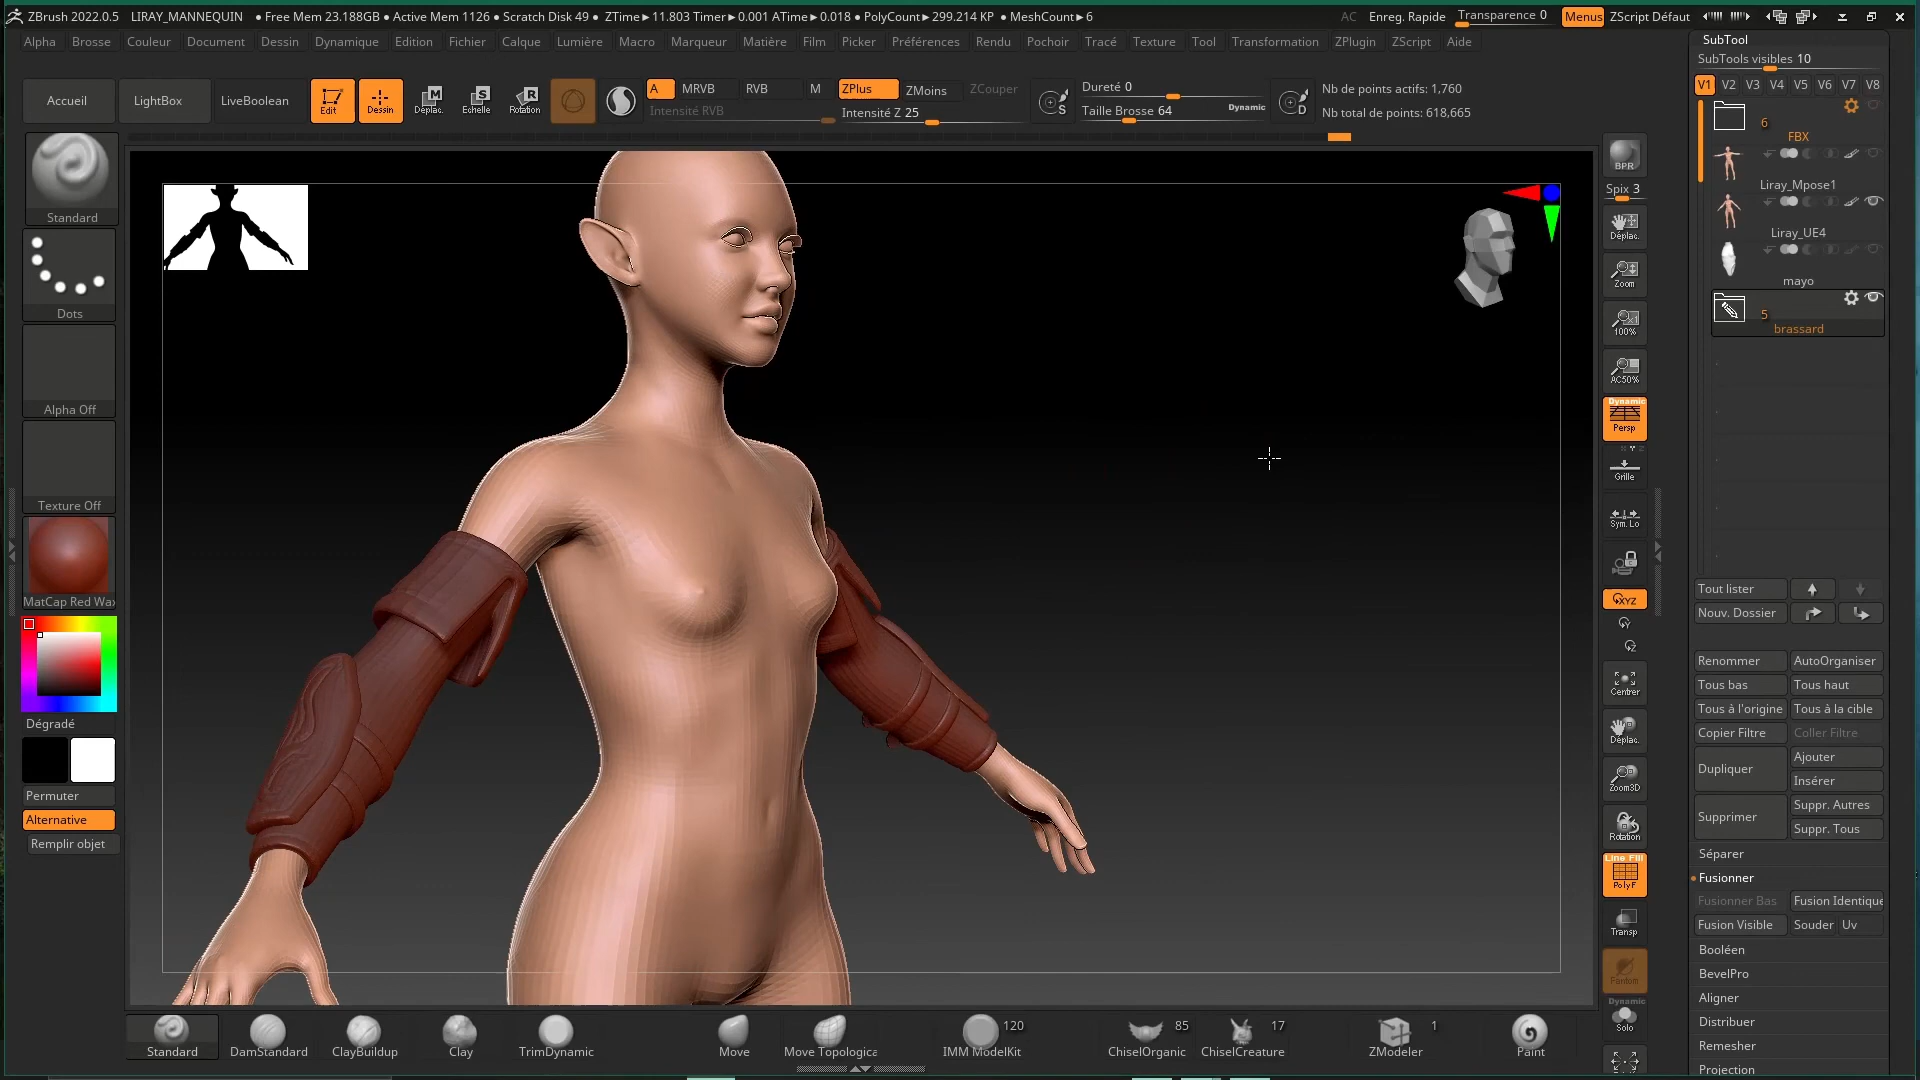 ZBrush 2022.0.5 LIRAY_MANNEQUIN • Free Mem 23.188GB • Active Mem 1126 • Scratch Disk 49 • ZTime▶11.803 Timer▶0.001 ATime▶0.018 • PolyCount▶299.214 KP • MeshCount▶6 AC Enreg. Rapide Transparence 0 Menus ZScript Défaut
Alpha Brosse Couleur Document Dessin Dynamique Edition Fichier Calque Lumière Macro Marqueur Matière Film Picker Préférences Rendu Pochoir Tracé Texture Tool Transformation ZPlugin ZScript Aide
Accueil LightBox LiveBoolean Edit Dessin Déplac. Echelle Rotation
A MRVB RVB M ZPlus ZMoins ZCouper
Intensité RVB Intensité Z 25
Dureté 0
Taille Brosse 64 Dynamic
Nb de points actifs: 1,760
Nb total de points: 618,665
Standard
Dots
Alpha Off
Texture Off
MatCap Red Wax
Dégradé
Permuter
Alternative
Remplir objet
BPR
Spix 3
Déplac.
Zoom
100%
AC50%
Dynamic
Persp
Grille
Sym. Lo
XYZ
Y
Z
Centrer
Déplac.
Zoom3D
Rotation
Line Fill
PolyF
Transp
Fantom
Dynamic
Solo
SubTool
SubTools visibles 10
V1 V2 V3 V4 V5 V6 V7 V8
6
FBX
Liray_Mpose1
Liray_UE4
mayo
5
brassard
Tout lister
Nouv. Dossier
Renommer AutoOrganiser
Tous bas Tous haut
Tous à l'origine Tous à la cible
Copier Filtre Coller Filtre
Dupliquer Ajouter
Insérer
Supprimer Suppr. Autres
Suppr. Tous
Séparer
Fusionner
Fusionner Bas Fusion Identique
Fusion Visible Souder Uv
Booléen
BevelPro
Aligner
Distribuer
Remesher
Projection
Standard DamStandard ClayBuildup Clay TrimDynamic Move Move Topologica 120 IMM ModelKit 85 ChiselOrganic 17 ChiselCreature 1 ZModeler Paint